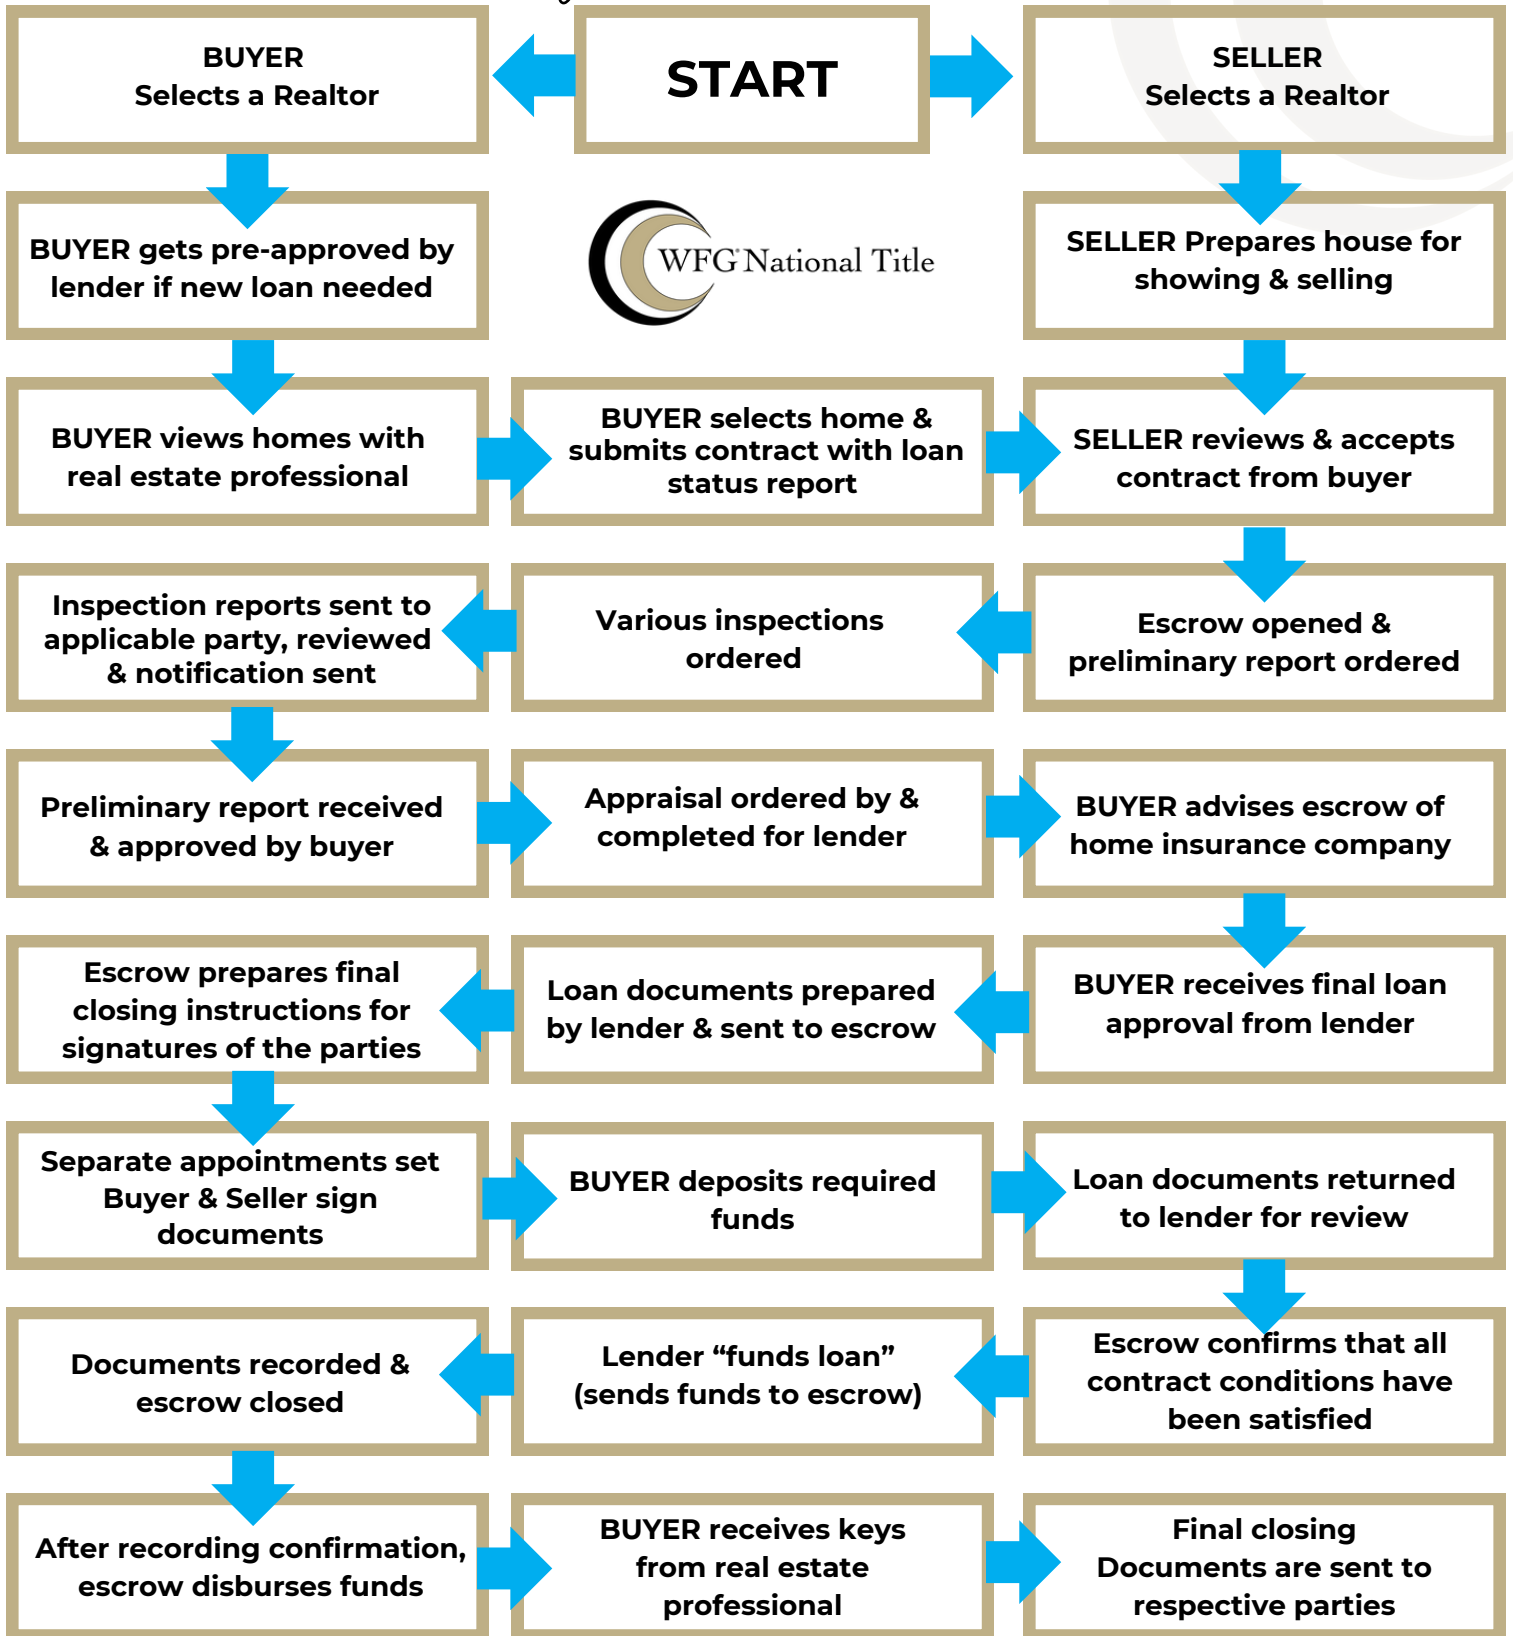 BUYER
Selects a Realtor
START
SELLER
Selects a Realtor
BUYER gets pre-approved by
lender if new loan needed
WFG National Title
SELLER Prepares house for
showing & selling
BUYER views homes with
real estate professional
BUYER selects home &
submits contract with loan
status report
SELLER reviews & accepts
contract from buyer
Inspection reports sent to
applicable party, reviewed
& notification sent
Various inspections
ordered
Escrow opened &
preliminary report ordered
Preliminary report received
& approved by buyer
Appraisal ordered by &
completed for lender
BUYER advises escrow of
home insurance company
Escrow prepares final
closing instructions for
signatures of the parties
Loan documents prepared
by lender & sent to escrow
BUYER receives final loan
approval from lender
Separate appointments set
Buyer & Seller sign
documents
BUYER deposits required
funds
Loan documents returned
to lender for review
Documents recorded &
escrow closed
Lender “funds loan”
(sends funds to escrow)
Escrow confirms that all
contract conditions have
been satisfied
After recording confirmation,
escrow disburses funds
BUYER receives keys
from real estate
professional
Final closing
Documents are sent to
respective parties